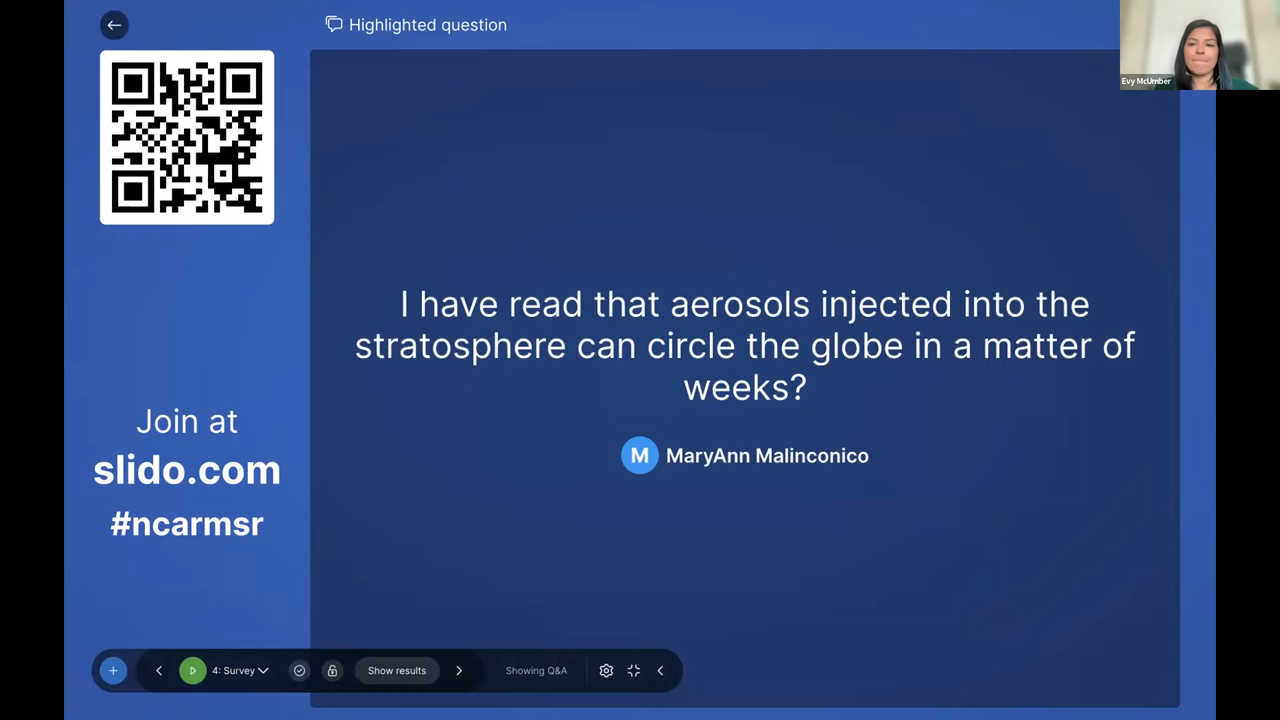 Highlighted question
Evy McUmber
I have read that aerosols injected into the
stratosphere can circle the globe in a matter of
weeks?
M MaryAnn Malinconico
Join at
slido.com
#ncarmsr
4: Survey
Show results
Showing Q&A